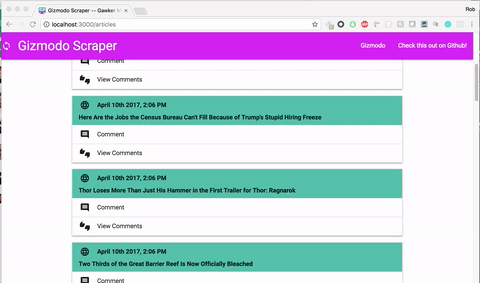 Gizmodo Scraper -- Gawker M
Rob
localhost:3000/articles
Gizmodo Scraper
Gizmodo
Check this out on Github!
Comment
View Comments
April 10th 2017, 2:06 PM
Here Are the Jobs the Census Bureau Can't Fill Because of Trump's Stupid Hiring Freeze
Comment
View Comments
April 10th 2017, 2:06 PM
Thor Loses More Than Just His Hammer in the First Trailer for Thor: Ragnarok
Comment
View Comments
April 10th 2017, 2:06 PM
Two Thirds of the Great Barrier Reef Is Now Officially Bleached
Comment